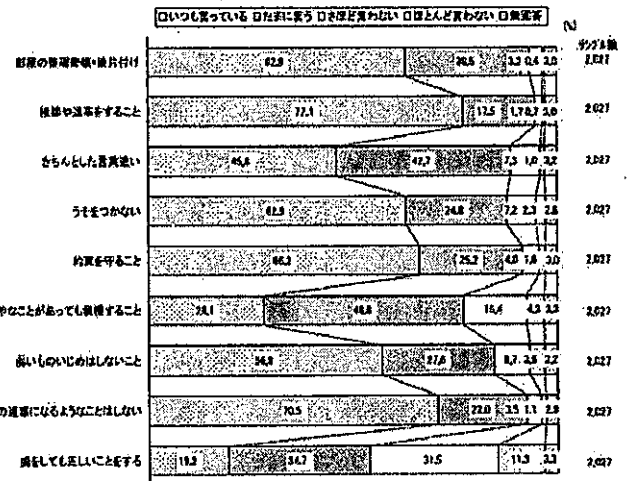 □いつも言っている □たまに言う □さほど言わない □ほとんど言わない □無回答
(%)
サンプル数
部屋の整理整頓・後片付け 62.9 30.5 3.3 0.4 3.0 2,027
挨拶や返事をすること 77.1 17.5 1.7 0.7 3.0 2,027
きちんとした言葉遣い 45.8 42.7 7.3 1.0 3.2 2,027
うそをつかない 62.9 24.8 7.2 2.3 2.8 2,027
約束を守ること 66.3 25.2 4.0 1.6 3.0 2,027
やなことがあっても我慢すること 28.1 48.8 15.4 4.3 3.3 2,027
弱いものいじめはしないこと 56.9 27.6 8.7 3.6 3.2 2,027
の迷惑になるようなことはしない 70.5 22.0 3.5 1.1 2.9 2,027
損をしても正しいことをする 19.3 34.7 31.5 11.3 3.3 2,027